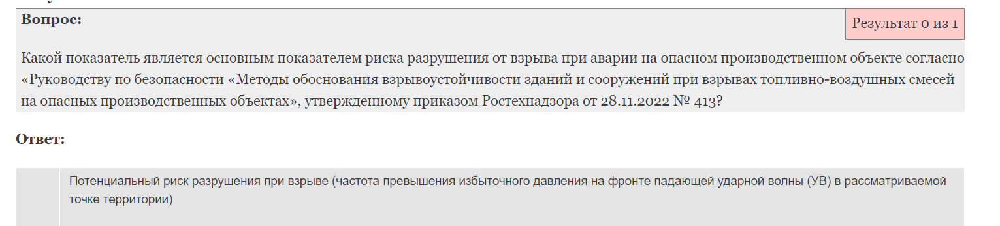 Вопрос:
Результат 0 из 1
Какой показатель является основным показателем риска разрушения от взрыва при аварии на опасном производственном объекте согласно
«Руководству по безопасности «Методы обоснования взрывоустойчивости зданий и сооружений при взрывах топливно-воздушных смесей
на опасных производственных объектах», утвержденному приказом Ростехнадзора от 28.11.2022 № 413?
Ответ:
Потенциальный риск разрушения при взрыве (частота превышения избыточного давления на фронте падающей ударной волны (УВ) в рассматриваемой
точке территории)